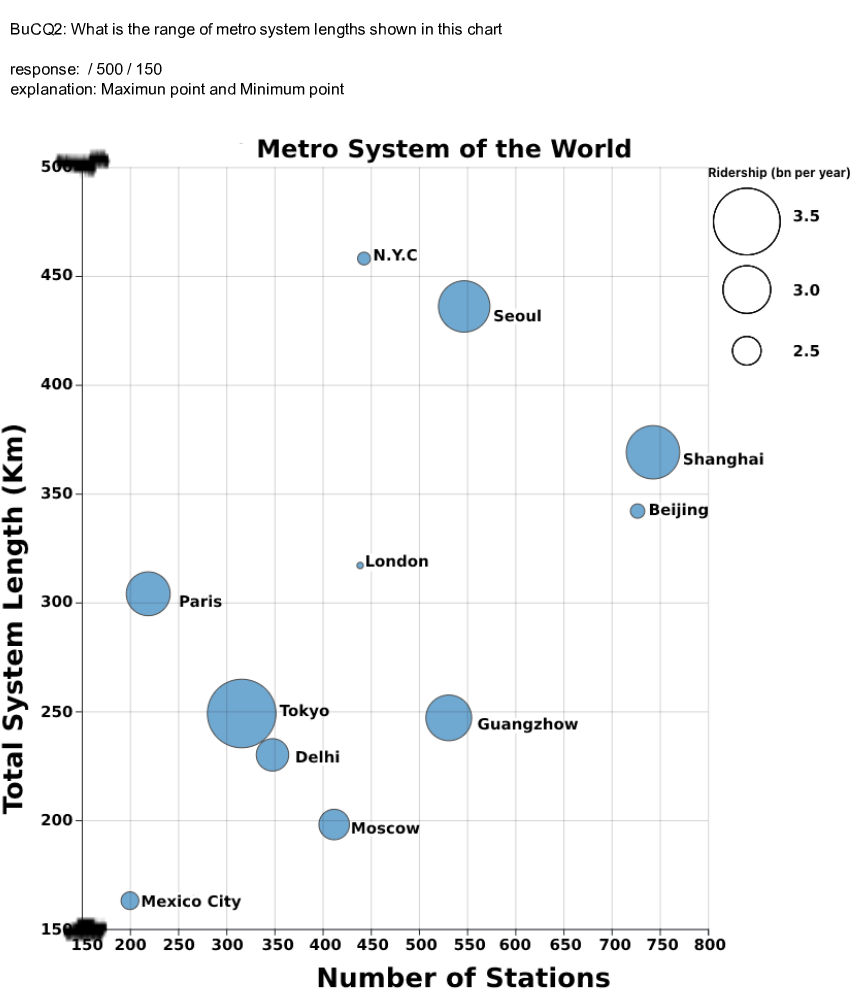 BuCQ2: What is the range of metro system lengths shown in this chart
response:  / 500 / 150
explanation: Maximun point and Minimum point
Metro System of the World
Ridership (bn per year)
3.5
3.0
2.5
500
450
400
350
300
250
200
150
Total System Length (Km)
N.Y.C
Seoul
Shanghai
Beijing
London
Paris
Tokyo
Guangzhow
Delhi
Moscow
Mexico City
150 200 250 300 350 400 450 500 550 600 650 700 750 800
Number of Stations